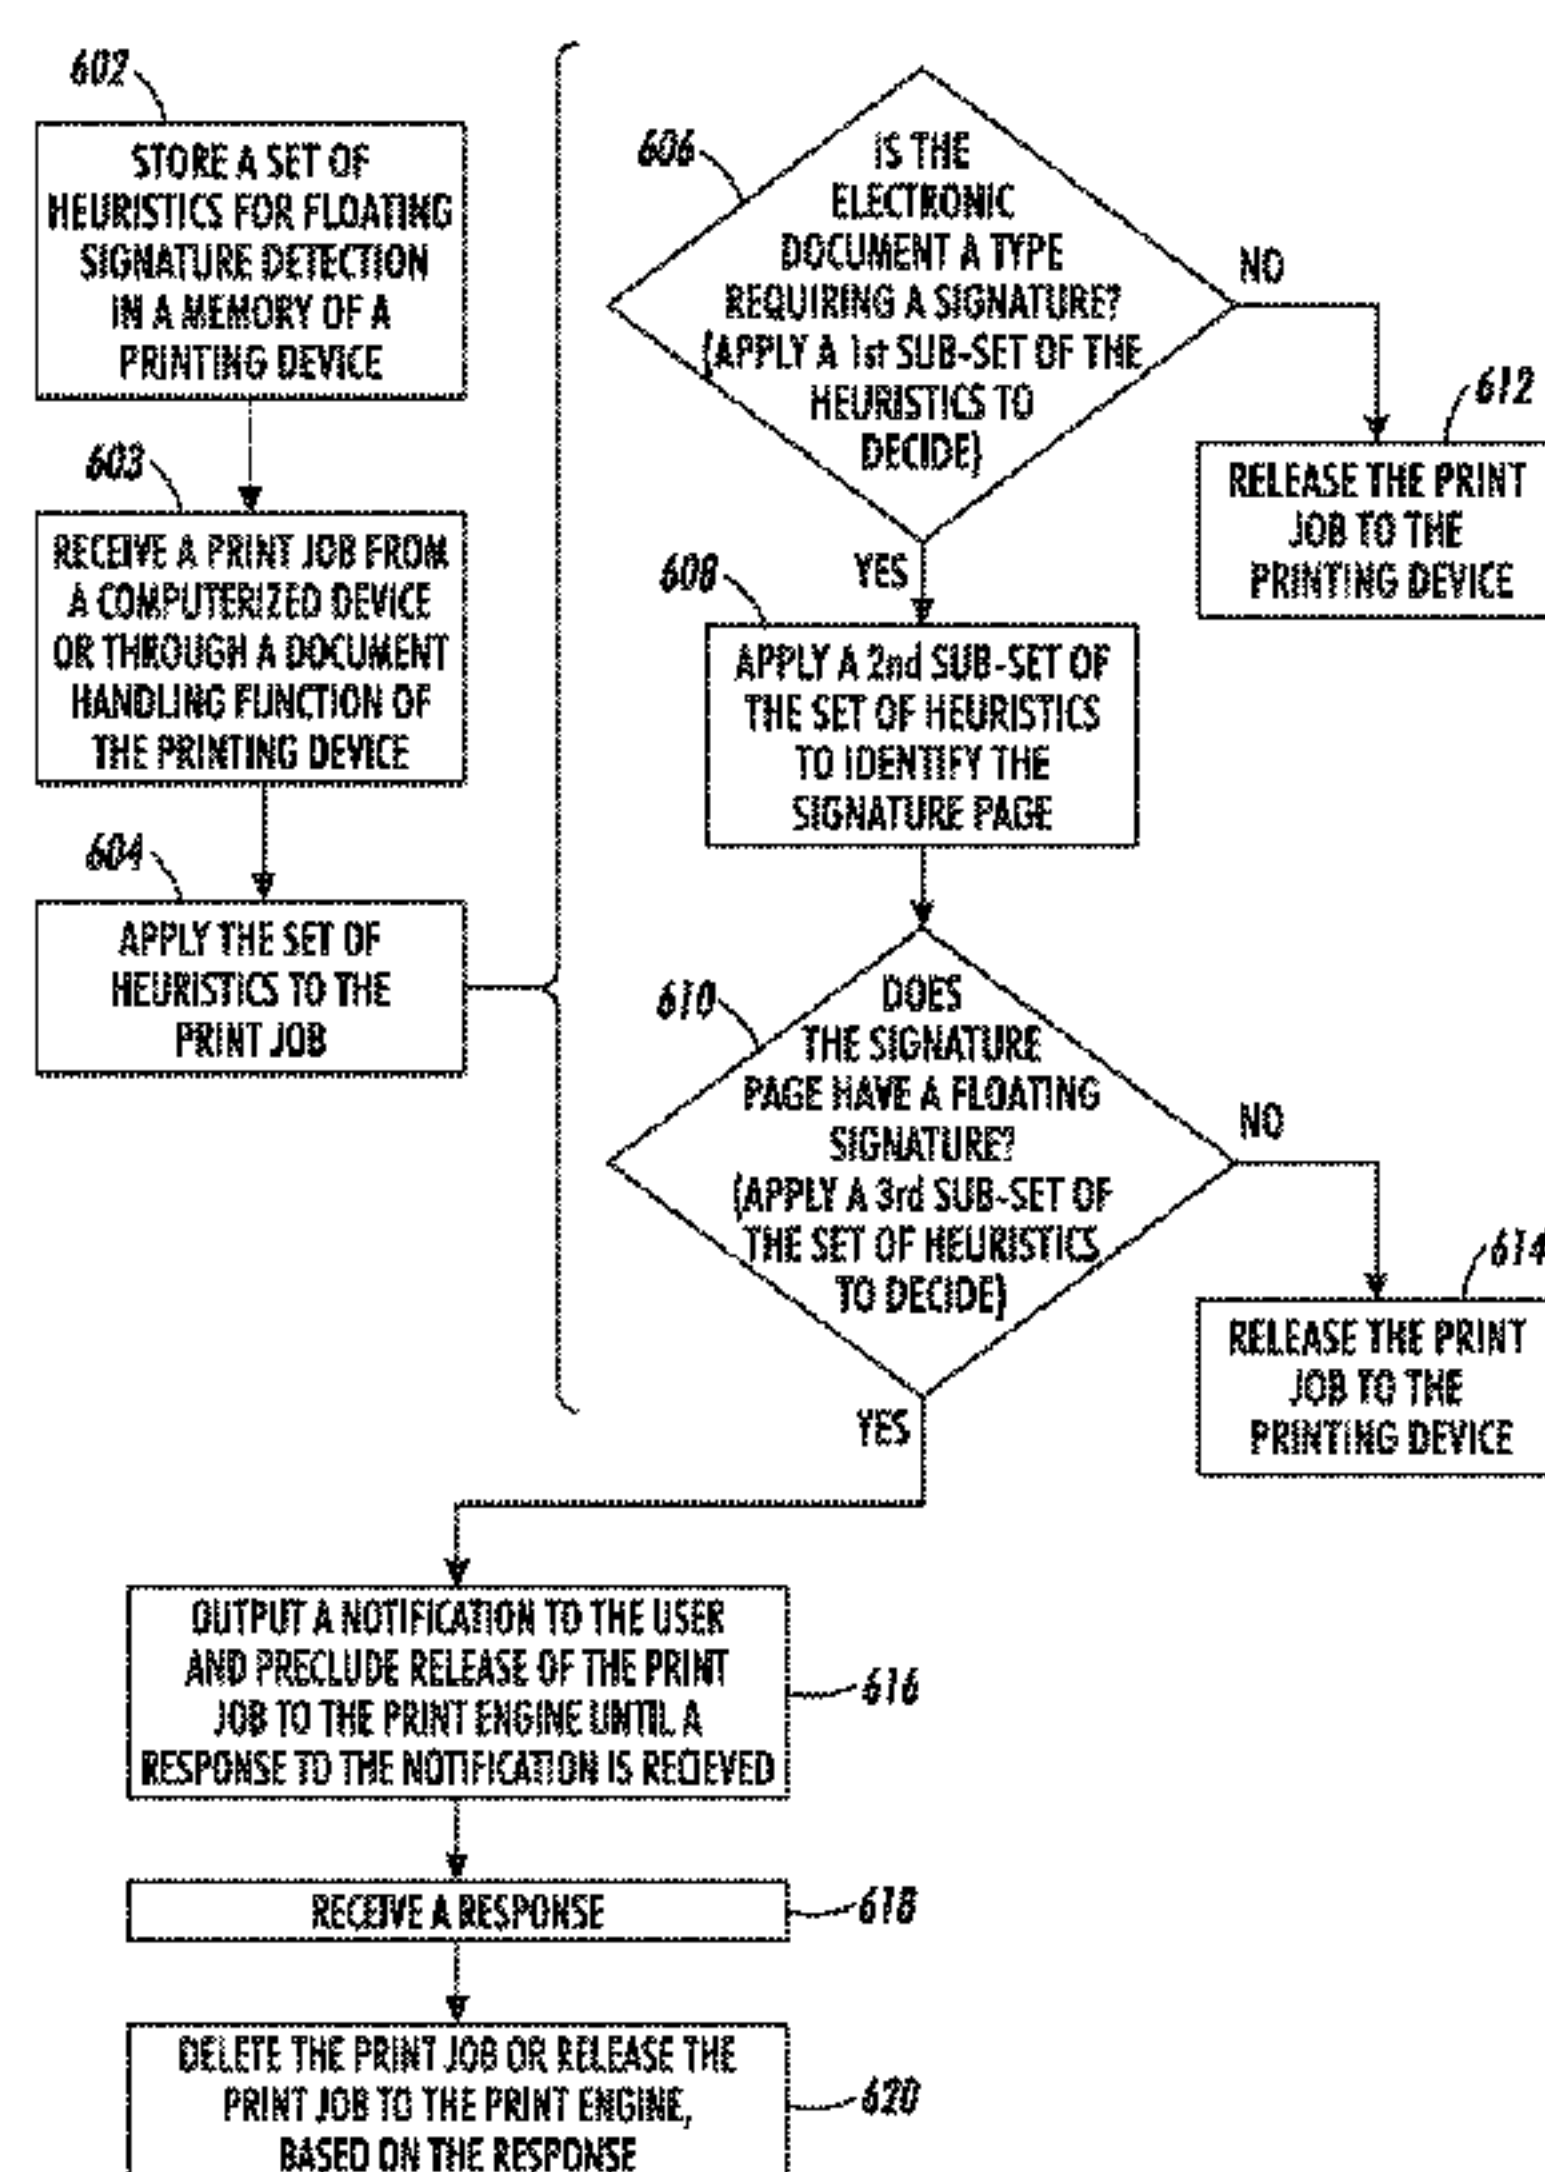 602
STORE A SET OF
HEURISTICS FOR FLOATING
SIGNATURE DETECTION
IN A MEMORY OF A
PRINTING DEVICE
603
RECEIVE A PRINT JOB FROM
A COMPUTERIZED DEVICE
OR THROUGH A DOCUMENT
HANDLING FUNCTION OF
THE PRINTING DEVICE
604
APPLY THE SET OF
HEURISTICS TO THE
PRINT JOB
606
IS THE
ELECTRONIC
DOCUMENT A TYPE
REQUIRING A SIGNATURE?
(APPLY A 1st SUB-SET OF THE
HEURISTICS TO
DECIDE)
NO
612
RELEASE THE PRINT
JOB TO THE
PRINTING DEVICE
YES
608
APPLY A 2nd SUB-SET OF
THE SET OF HEURISTICS
TO IDENTIFY THE
SIGNATURE PAGE
610
DOES
THE SIGNATURE
PAGE HAVE A FLOATING
SIGNATURE?
(APPLY A 3rd SUB-SET OF
THE SET OF HEURISTICS
TO DECIDE)
NO
614
RELEASE THE PRINT
JOB TO THE
PRINTING DEVICE
YES
OUTPUT A NOTIFICATION TO THE USER
AND PRECLUDE RELEASE OF THE PRINT
JOB TO THE PRINT ENGINE UNTIL A
RESPONSE TO THE NOTIFICATION IS RECIEVED
616
RECEIVE A RESPONSE
618
DELETE THE PRINT JOB OR RELEASE THE
PRINT JOB TO THE PRINT ENGINE,
BASED ON THE RESPONSE
620